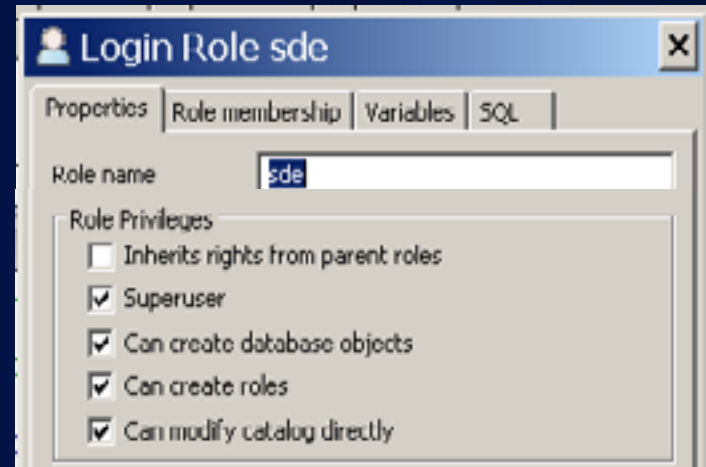 Login Role sde
Properties Role membership Variables SQL
Role name sde
Role Privileges
Inherits rights from parent roles
Superuser
Can create database objects
Can create roles
Can modify catalog directly